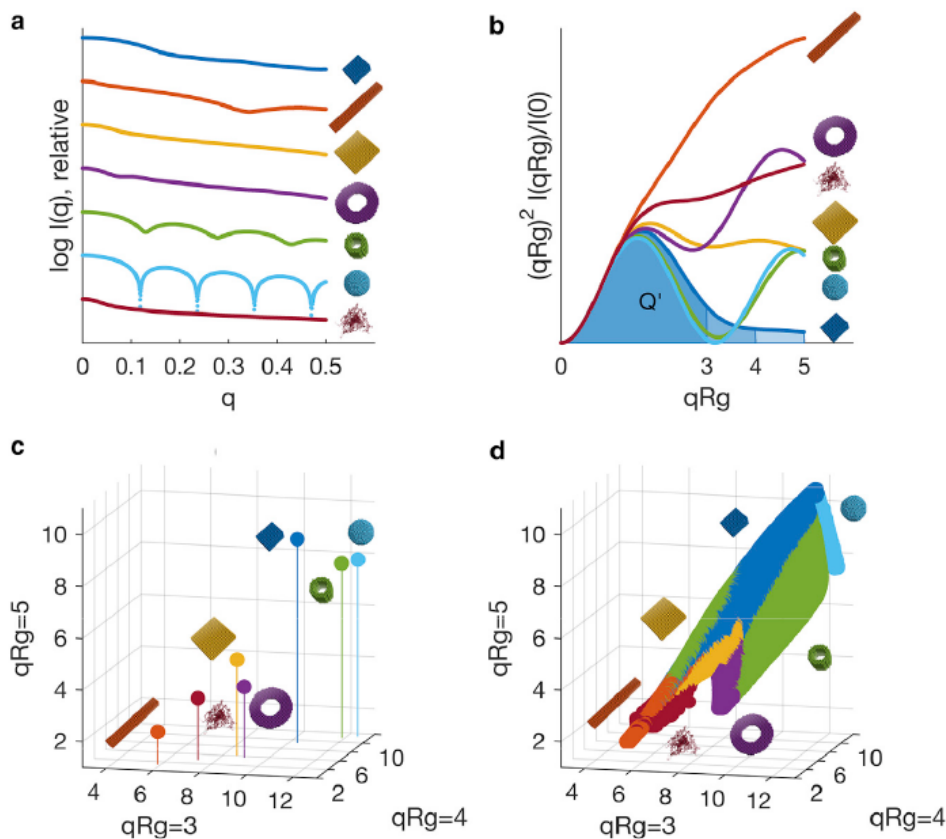 a
log I(q), relative
0 0.1 0.2 0.3 0.4 0.5
q
b
(qRg)² I(qRg)/I(0)
Q'
0 3 4 5
qRg
c
qRg=5
10
8
6
4
2
4 6 8 10 12
2 6 10
qRg=3
qRg=4
d
qRg=5
10
8
6
4
2
4 6 8 10 12
2 6 10
qRg=3
qRg=4